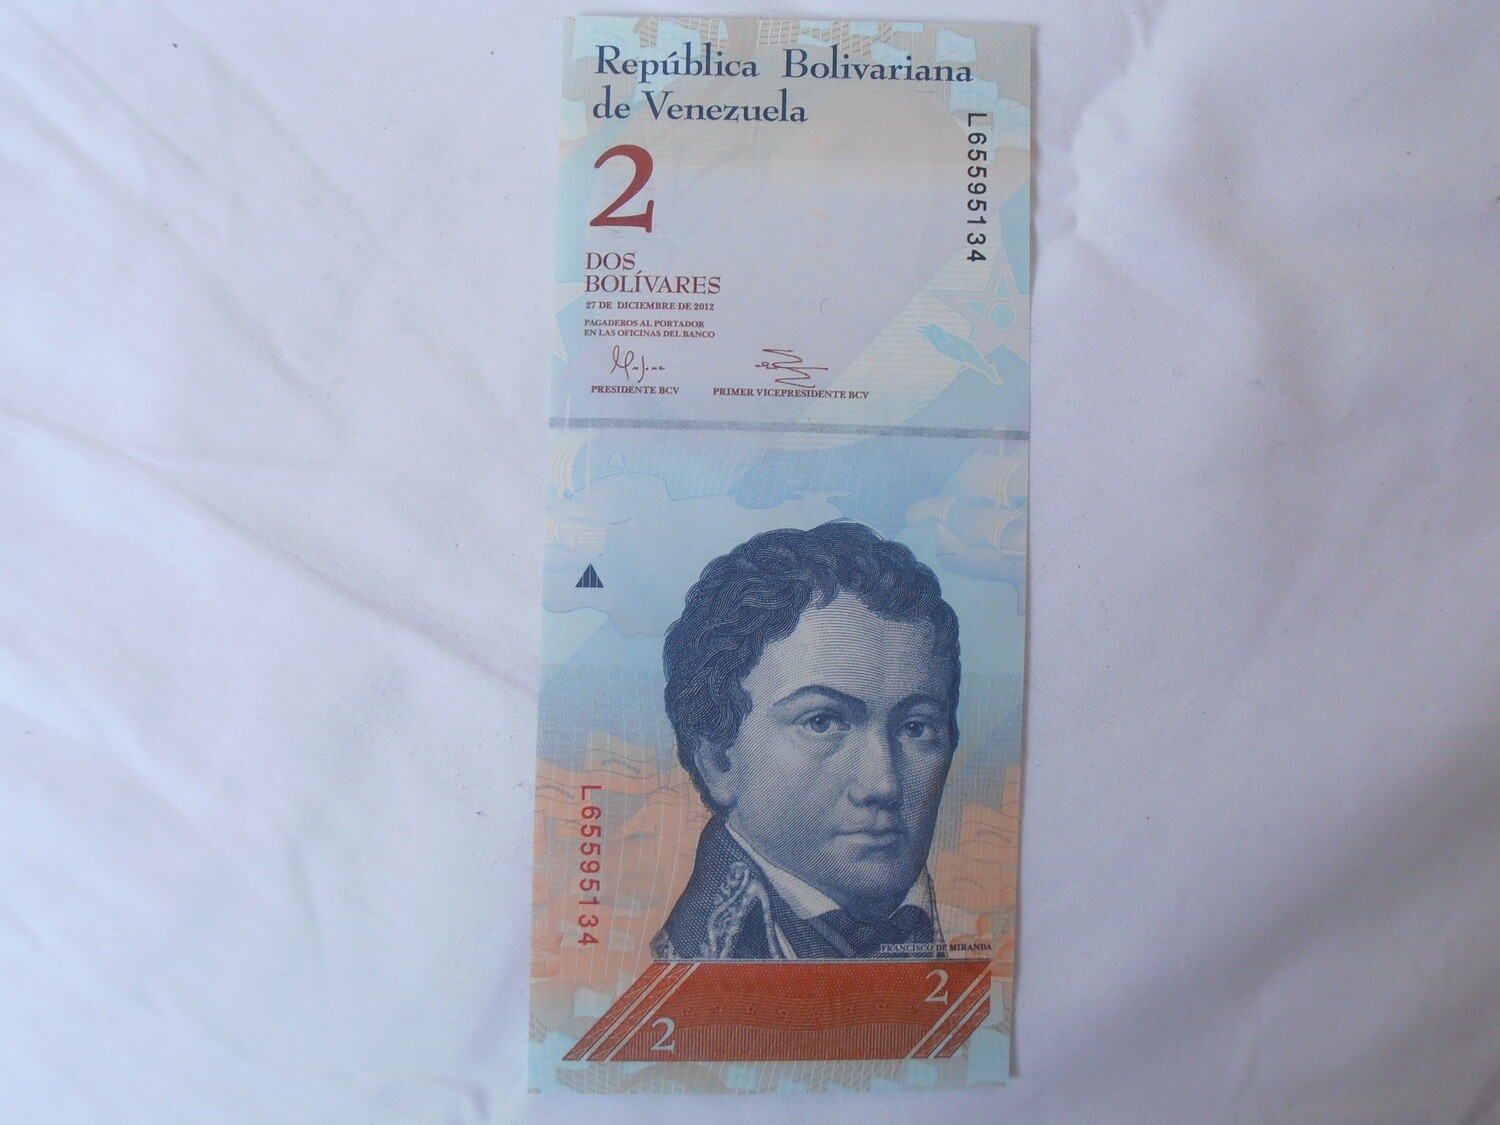 República Bolivariana
de Venezuela
L65595134
2
DOS
BOLÍVARES
27 DE DICIEMBRE DE 2012
PAGADEROS AL PORTADOR
EN LAS OFICINAS DEL BANCO
PRESIDENTE BCV
PRIMER VICEPRESIDENTE BCV
L65595134
FRANCISCO DE MIRANDA
2
2